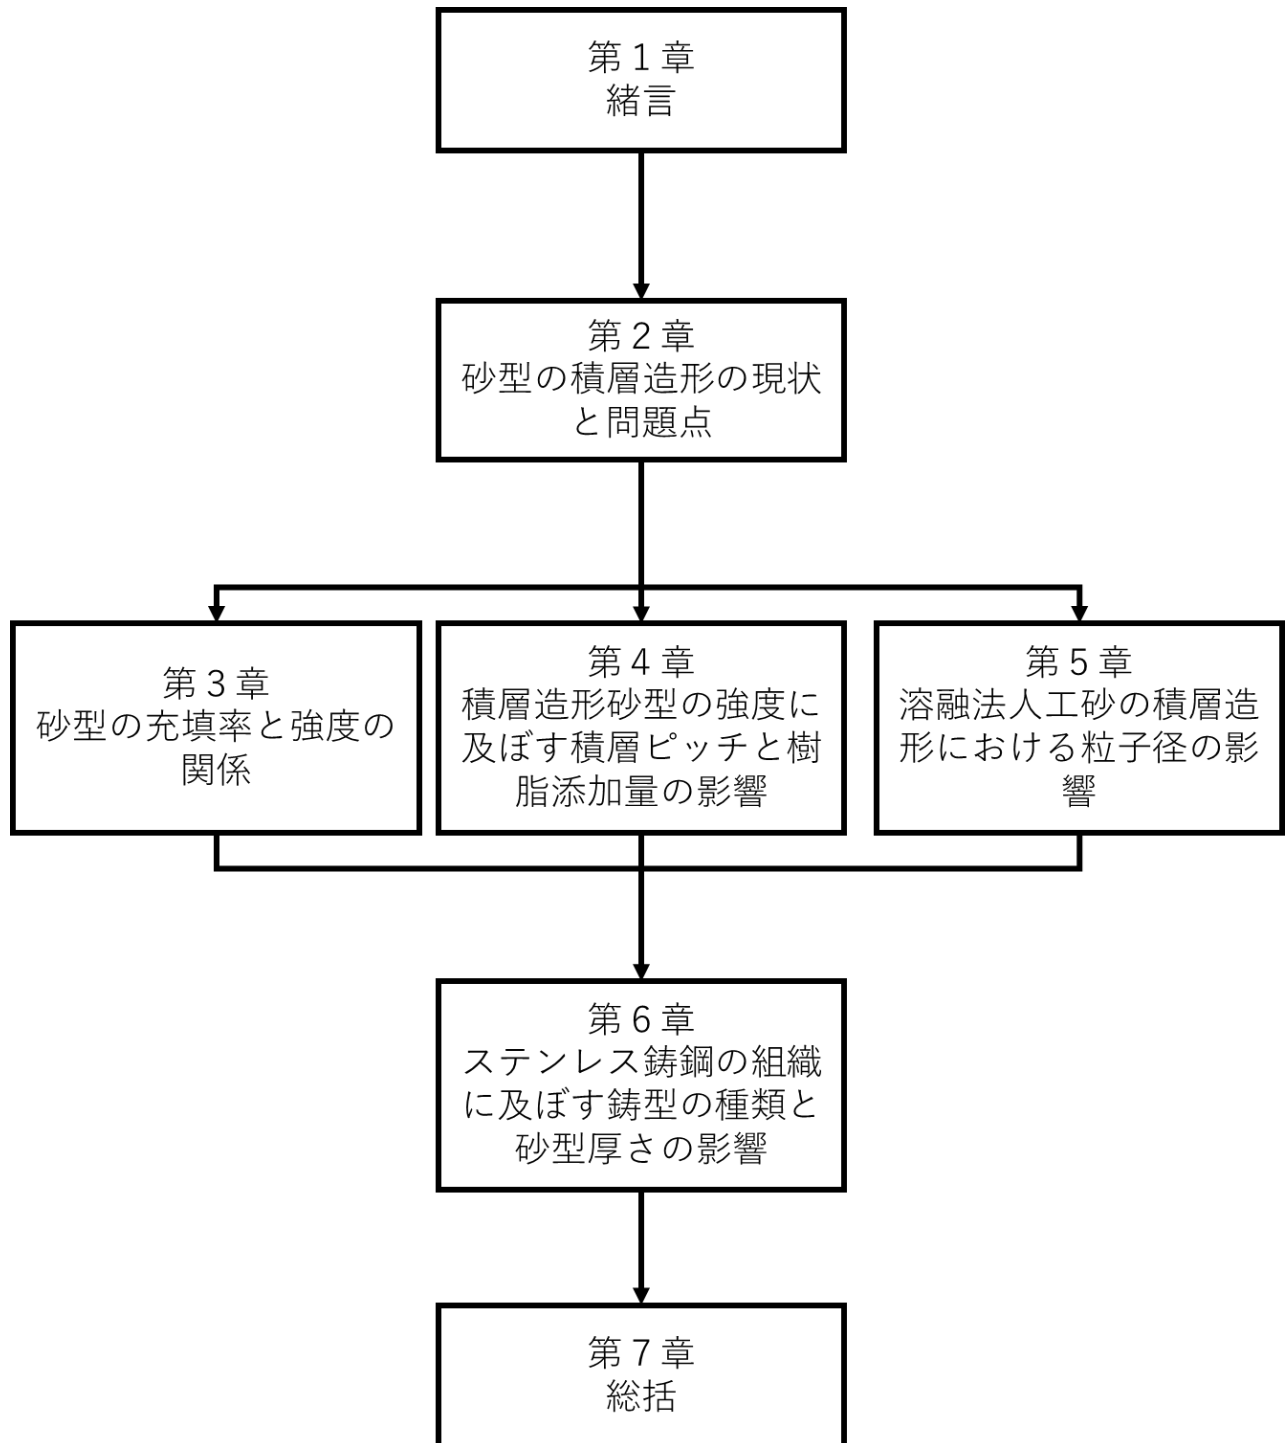 第1章
緒言
第2章
砂型の積層造形の現状
と問題点
第3章
砂型の充填率と強度の
関係
第4章
積層造形砂型の強度に
及ぼす積層ピッチと樹
脂添加量の影響
第5章
溶融法人工砂の積層造
形における粒子径の影
響
第6章
ステンレス鋳鋼の組織
に及ぼす鋳型の種類と
砂型厚さの影響
第7章
総括